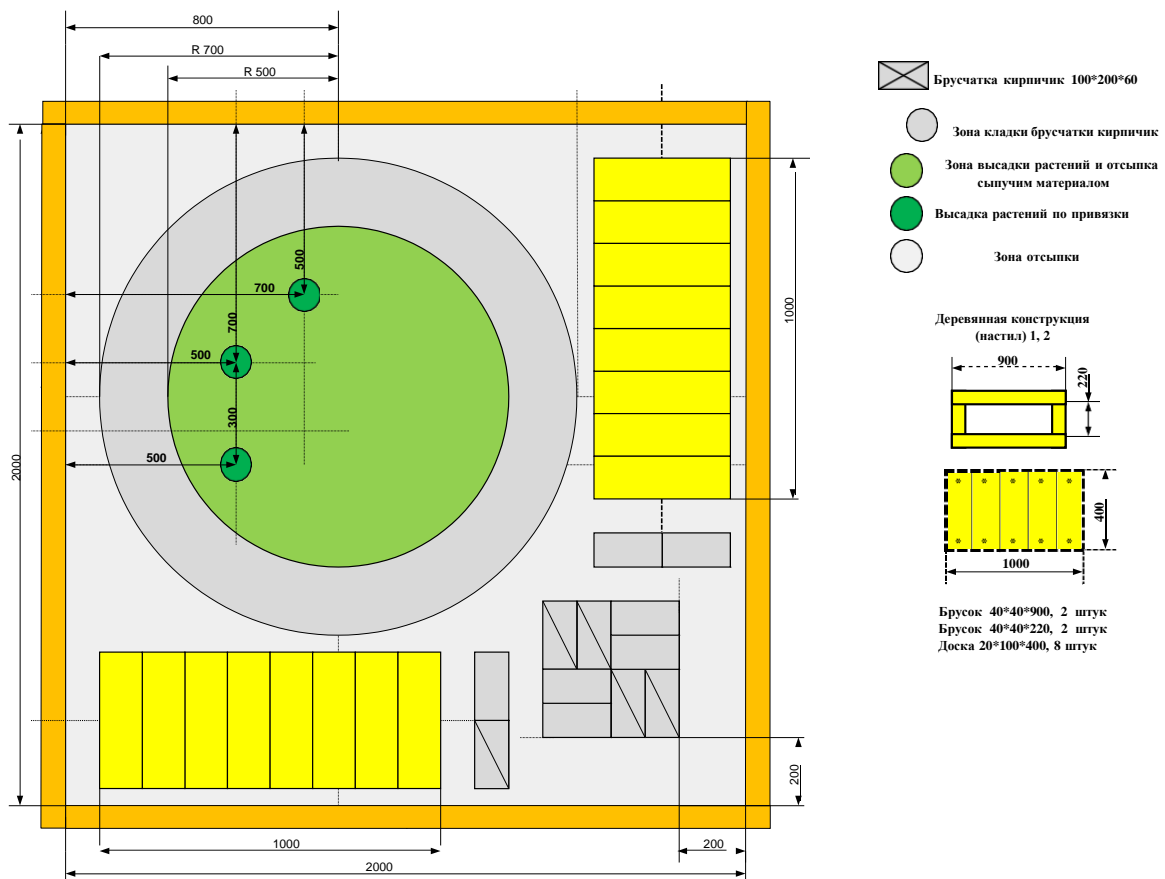 800
R 700
R 500
500
700
700
500
300
500
2000
1000
1000
2000
200
200
Брусчатка кирпичик 100*200*60
Зона кладки брусчатки кирпичик
Зона высадки растений и отсыпка
сыпучим материалом
Высадка растений по привязки
Зона отсыпки
Деревянная конструкция
(настил) 1, 2
900
220
* * * * *
* * * * *
400
1000
Брусок 40*40*900, 2 штук
Брусок 40*40*220, 2 штук
Доска 20*100*400, 8 штук